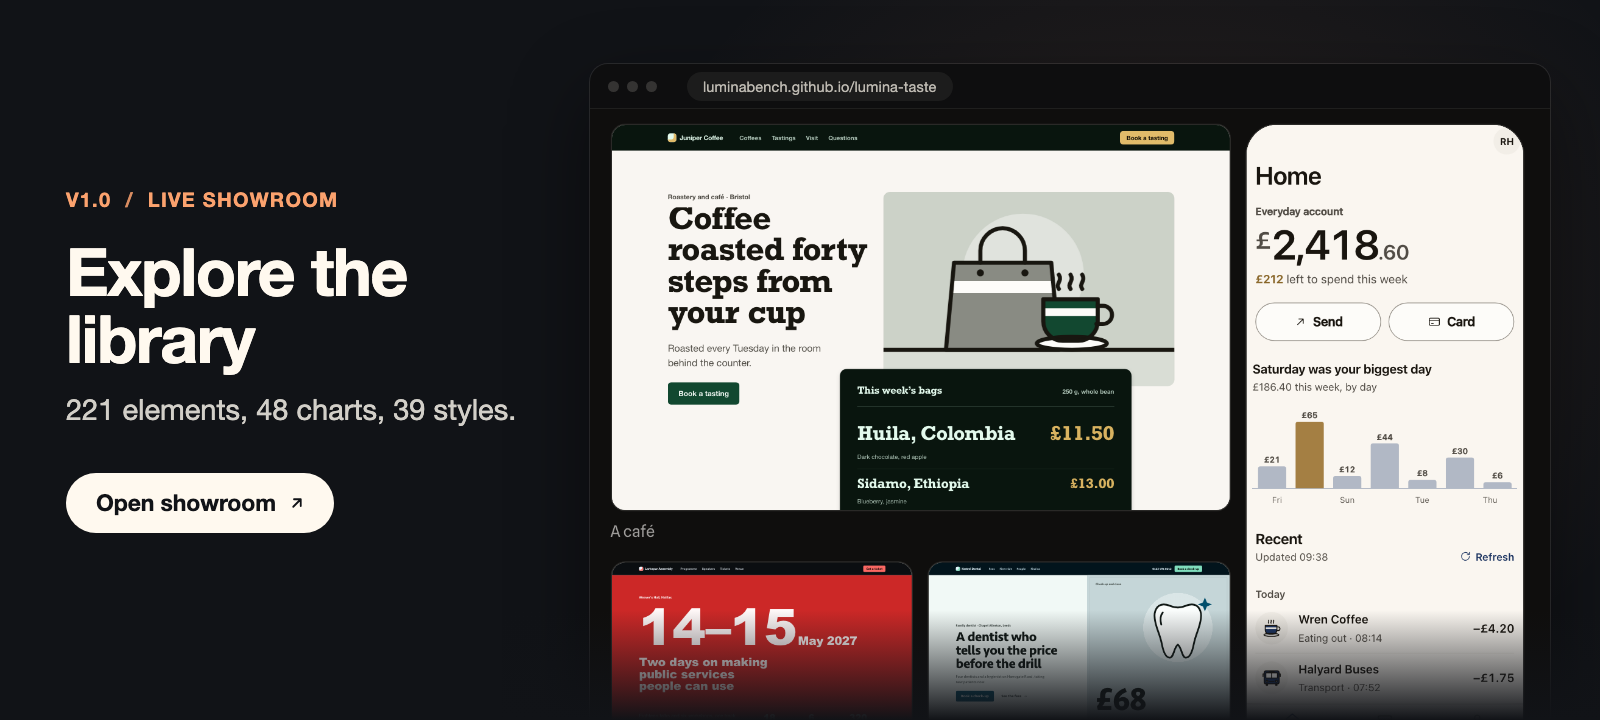 V1.0 / LIVE SHOWROOM
Explore the
library
221 elements, 48 charts, 39 styles.
Open showroom
luminabench.github.io/lumina-taste
Juniper Coffee Coffees Tastings Visit Questions Book a tasting
Roastery and café · Bristol
Coffee
roasted forty
steps from
your cup
Roasted every Tuesday in the room
behind the counter.
Book a tasting
This week's bags 250 g, whole bean
Huila, Colombia £11.50
Dark chocolate, red apple
Sidamo, Ethiopia £13.00
Blueberry, jasmine
A café
14–15 May 2027
Two days on making
public services
people can use
A dentist who
tells you the price
before the drill
£68
RH
Home
Everyday account
£2,418.60
£212 left to spend this week
Send
Card
Saturday was your biggest day
£186.40 this week, by day
£21 £65 £12 £44 £8 £30 £6
Fri Sun Tue Thu
Recent
Updated 09:38 Refresh
Today
Wren Coffee −£4.20
Eating out · 08:14
Halyard Buses −£1.75
Transport · 07:52